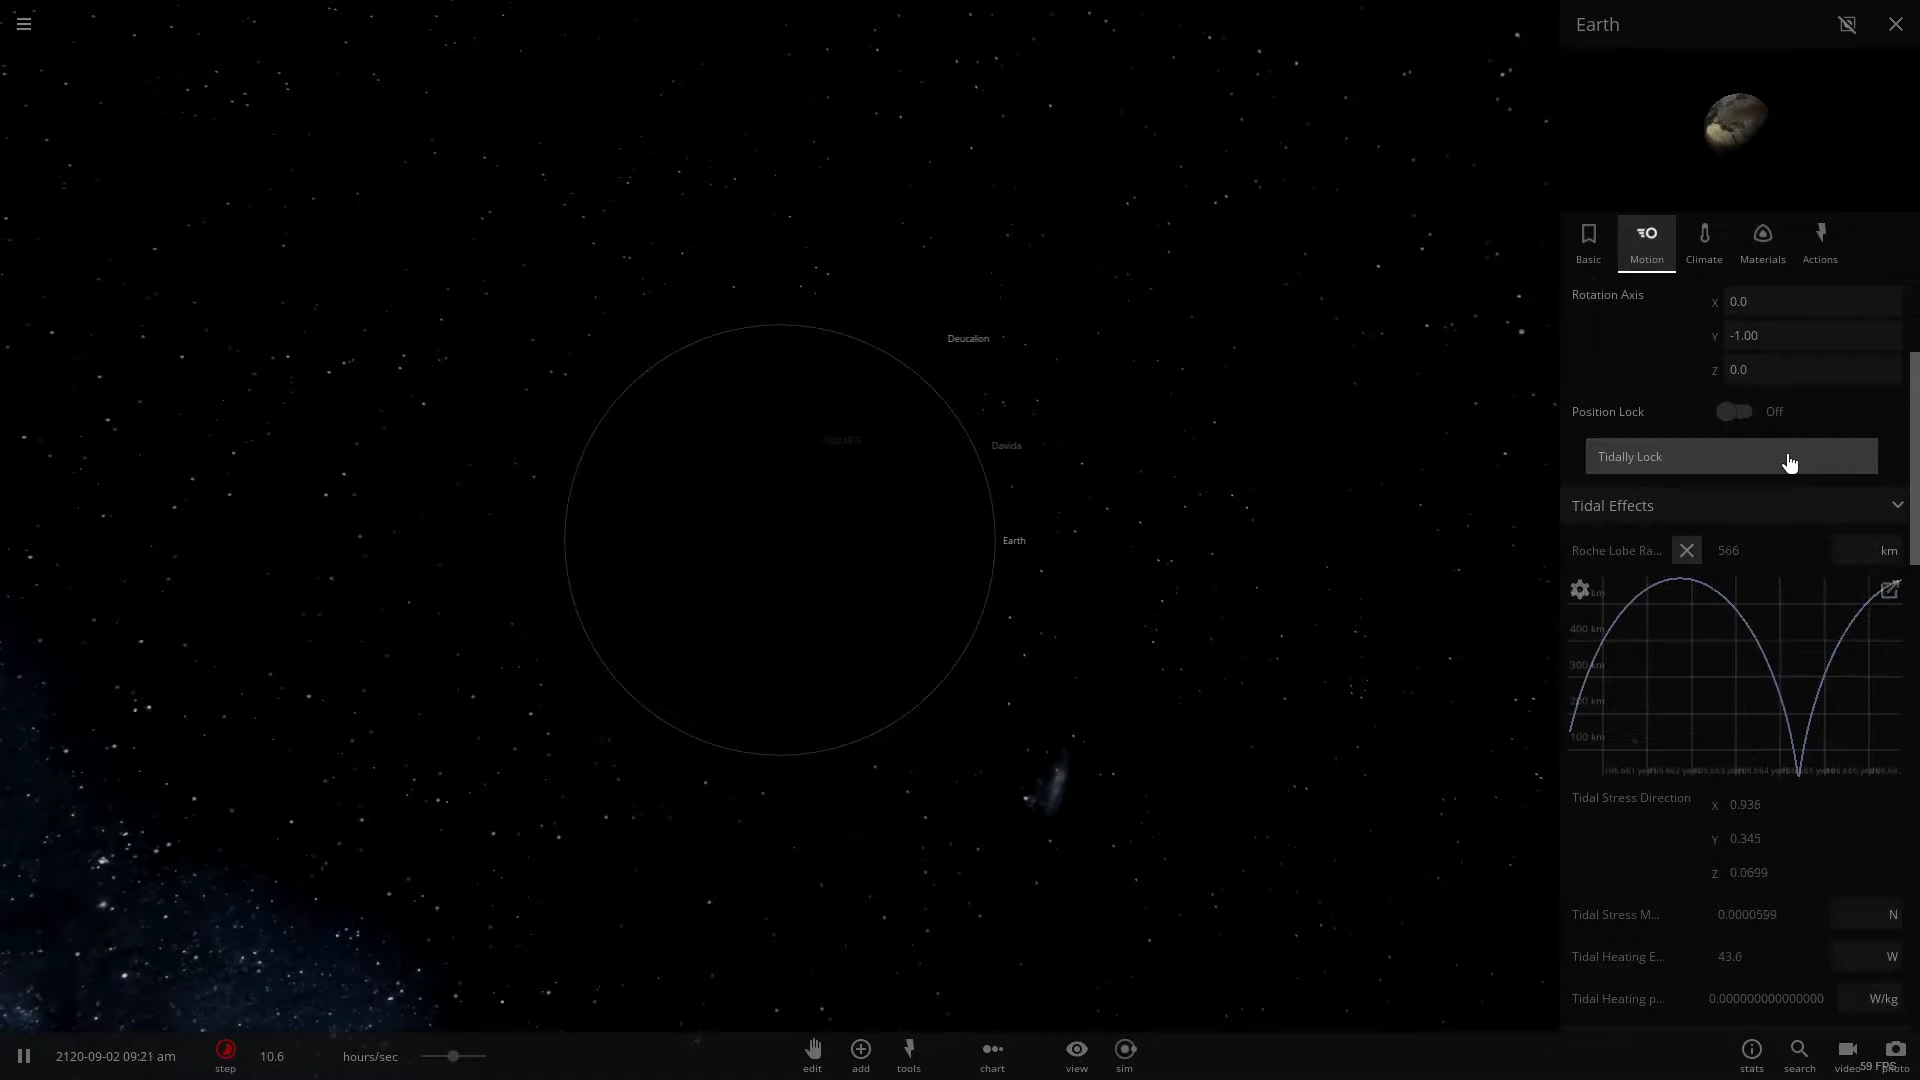 Earth
Basic
Motion
Climate
Materials
Actions
Rotation Axis
X 0.0
Y -1.00
Z 0.0
Position Lock
Off
Tidally Lock
Tidal Effects
Roche Lobe Ra...
566
km
400 km
300 km
100 km
Tidal Stress Direction
X 0.936
Y 0.345
Z 0.0699
Tidal Stress M...
0.0000599
N
Tidal Heating E...
43.6
W
Tidal Heating p...
0.000000000000000
W/kg
Deucalion
Davida
Earth
2120-09-02 09:21 am
step
10.6
hours/sec
edit
add
tools
chart
view
sim
stats
search
video
photo
59 FPS